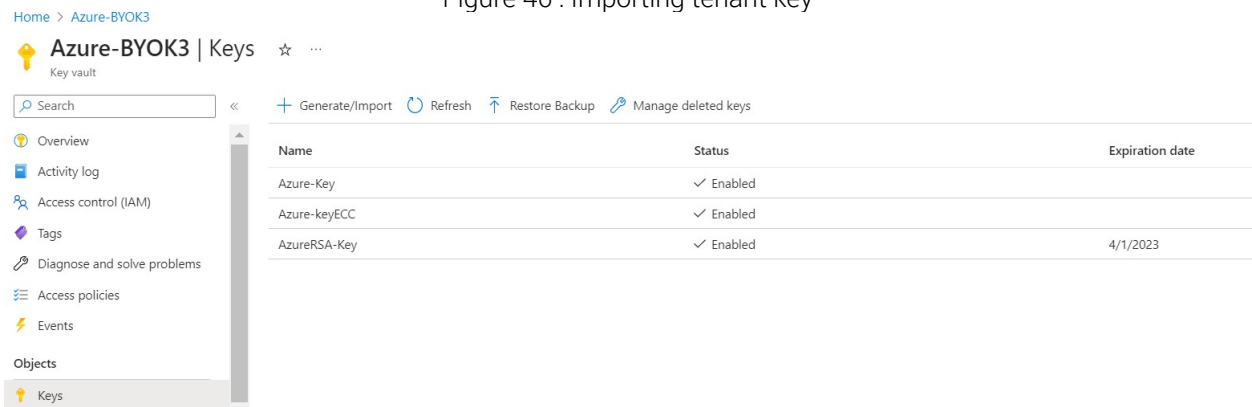 Figure 46 : Importing tenant key
Home > Azure-BYOK3
Azure-BYOK3 | Keys ☆ ...
Key vault
Search «
+ Generate/Import Refresh Restore Backup Manage deleted keys
Overview
Activity log
Access control (IAM)
Tags
Diagnose and solve problems
Access policies
Events
Objects
Keys
Name Status Expiration date
Azure-Key ✓ Enabled
Azure-keyECC ✓ Enabled
AzureRSA-Key ✓ Enabled 4/1/2023